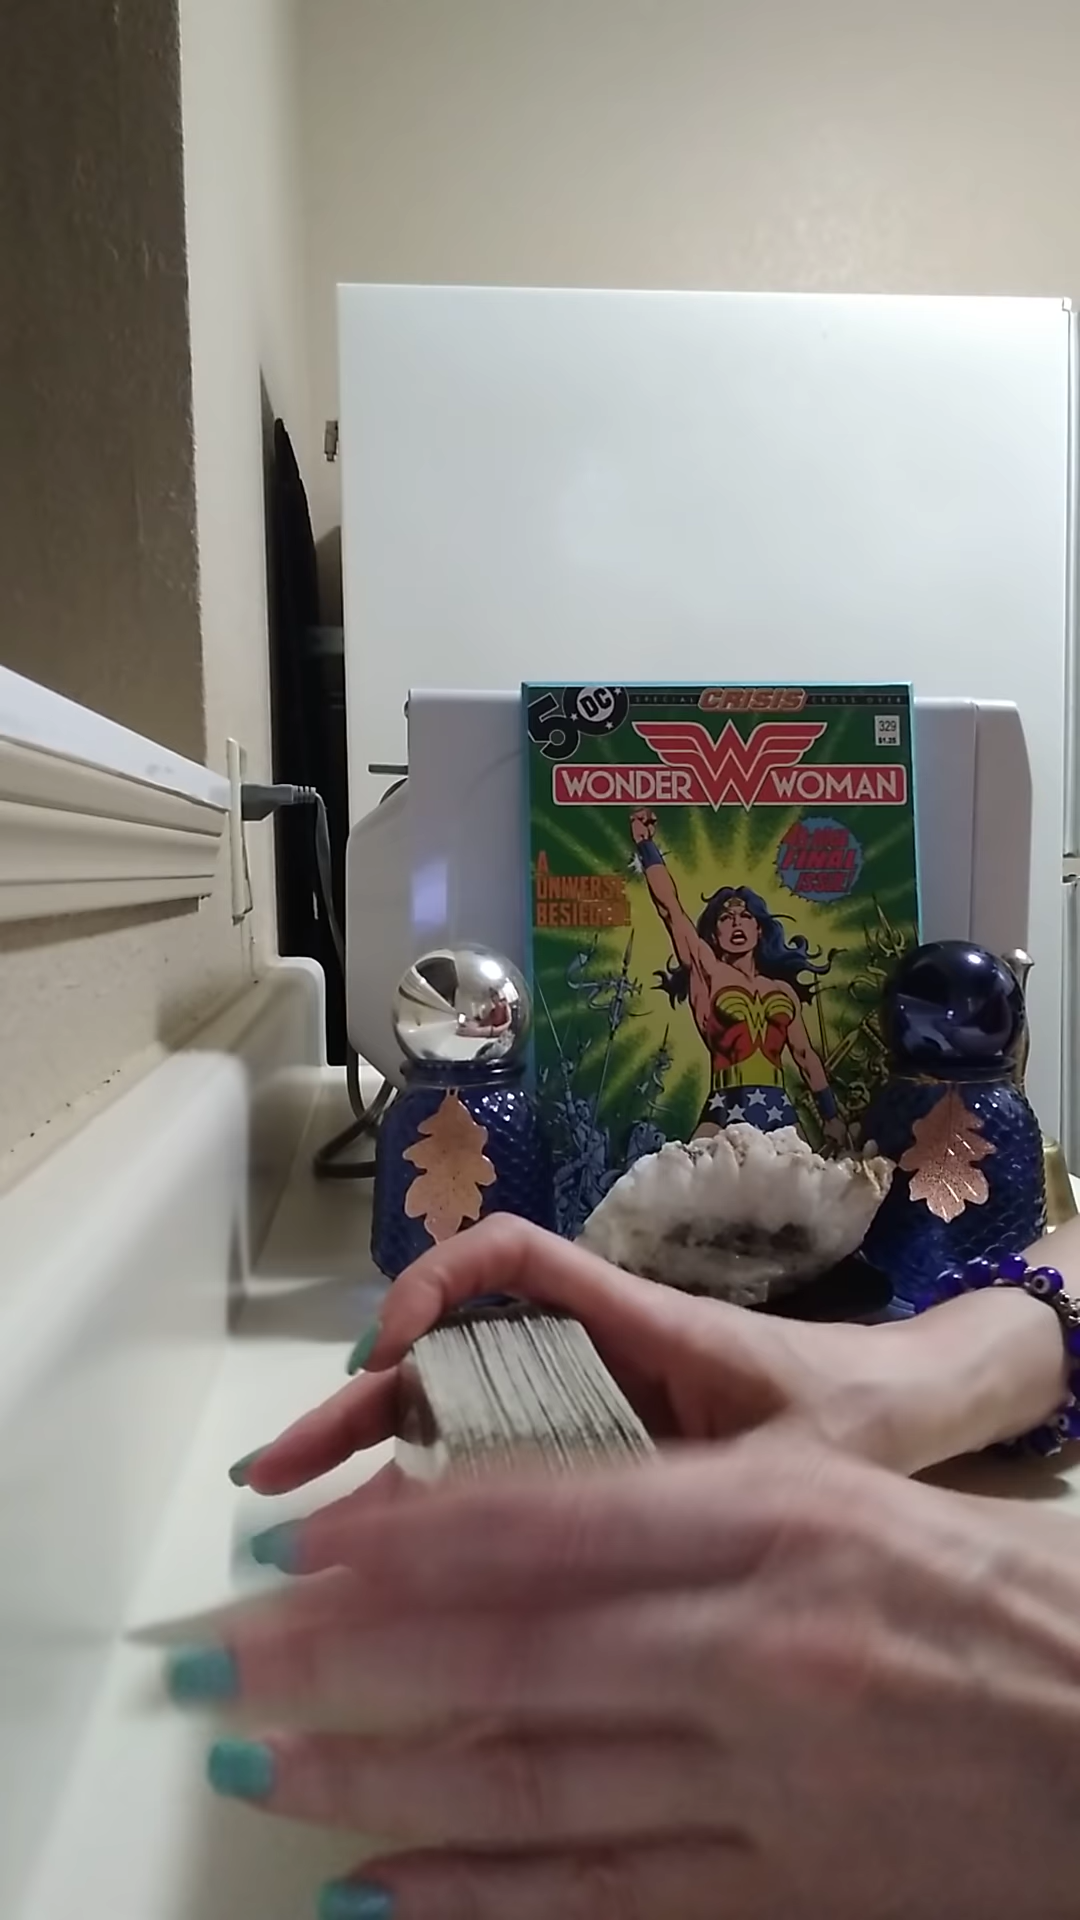 50
DC
SPECIAL CRISIS CROSS OVER
329
$1.25
WONDER W WOMAN
FINAL
ISSUE!
A
UNIVERSE
BESIEGED!